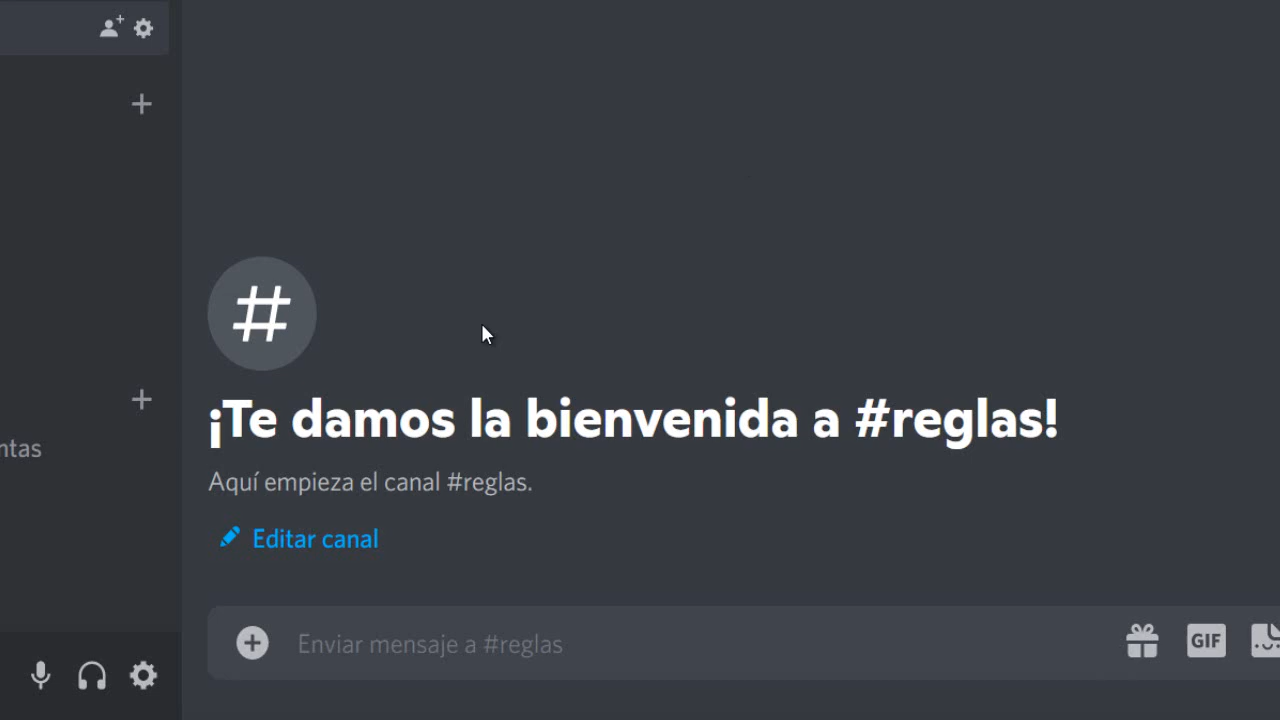 #
¡Te damos la bienvenida a #reglas!
Aquí empieza el canal #reglas.
Editar canal
ntas
Enviar mensaje a #reglas
GIF